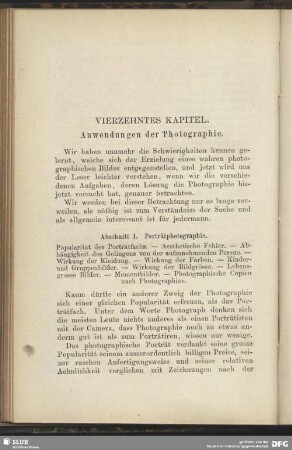 VIERZEHNTES KAPITEL.
Anwendungen der Photographie.
Wir haben nunmehr die Schwierigkeiten kennen ge-
lernt, welche sich der Erzielung eines wahren photo-
graphischen Bildes entgegenstellen, und jetzt wird uns
der Leser leichter verstehen, wenn wir die verschie-
denen Aufgaben, deren Lösung die Photographie bis-
jetzt versucht hat, genauer betrachten.
Wir werden bei dieser Betrachtung nur so lange ver-
weilen, als nöthig ist zum Verständniss der Sache und
als allgemein interessant ist für jedermann.
Abschnitt 1. Porträtphotographie.
Popularität des Porträtfachs. — Aesthetische Fehler. — Ab-
hängigkeit des Gelingens von der aufzunehmenden Person. —
Wirkung der Kleidung. — Wirkung der Farben. — Kinder-
und Gruppenbilder. — Wirkung der Bildgrösse. — Lebens-
grosse Bilder. — Momentbilder. — Photographische Copien
nach Photographien.
Kaum dürfte ein anderer Zweig der Photographie
sich einer gleichen Popularität erfreuen, als das Por-
trätfach. Unter dem Worte Photograph denken sich
die meisten Leute nichts anderes als einen Porträtisten
mit der Camera, dass Photographie noch zu etwas an-
derm gut ist als zum Porträtiren, wissen nur wenige.
Das photographische Porträt verdankt seine grosse
Popularität seinem ausserordentlich billigen Preise, sei-
ner raschen Anfertigungsweise und seiner relativen
Aehnlichkeit verglichen mit Zeichnungen nach der
SLUB
DFG